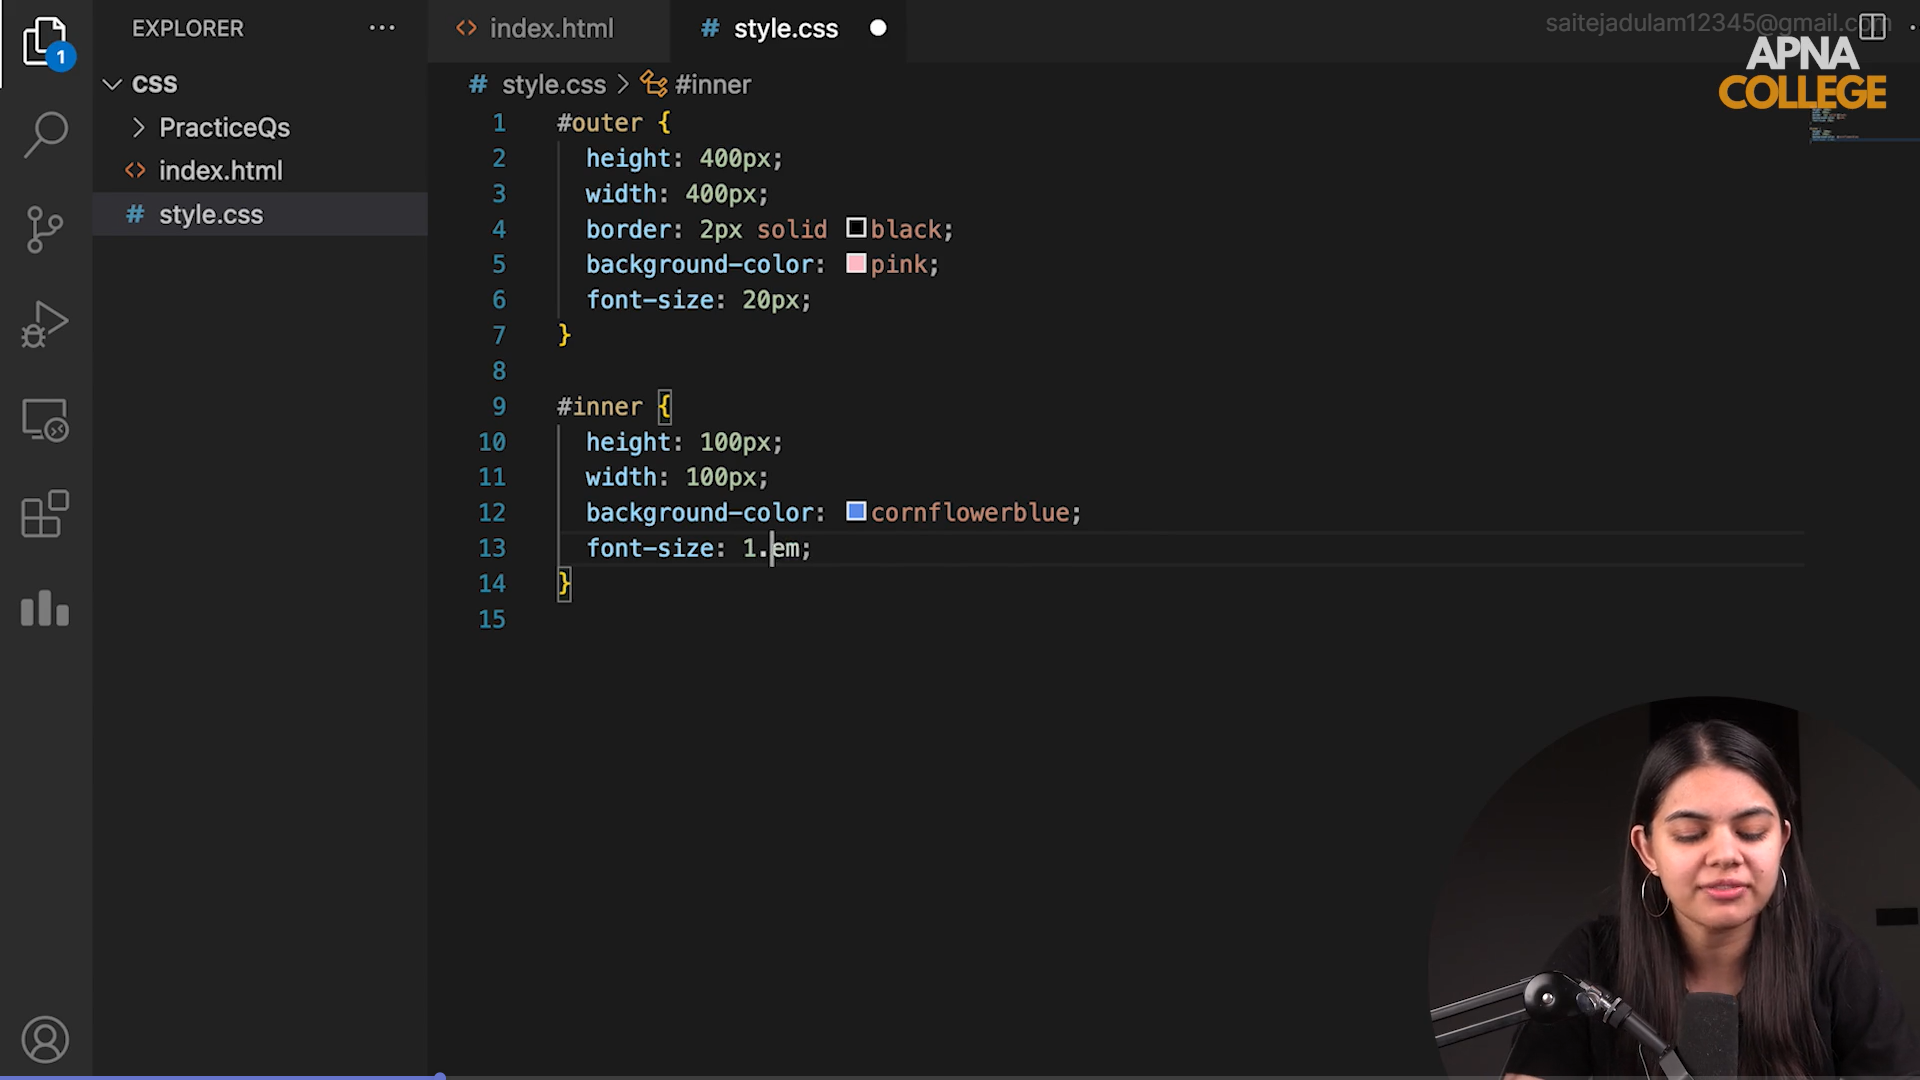 EXPLORER ...
1
CSS
PracticeQs
index.html
style.css
index.html
style.css
saitejadulam12345@gmail.com
APNA
COLLEGE
style.css > #inner
1 #outer {
2 height: 400px;
3 width: 400px;
4 border: 2px solid black;
5 background-color: pink;
6 font-size: 20px;
7 }
8
9 #inner {
10 height: 100px;
11 width: 100px;
12 background-color: cornflowerblue;
13 font-size: 1.em;
14 }
15